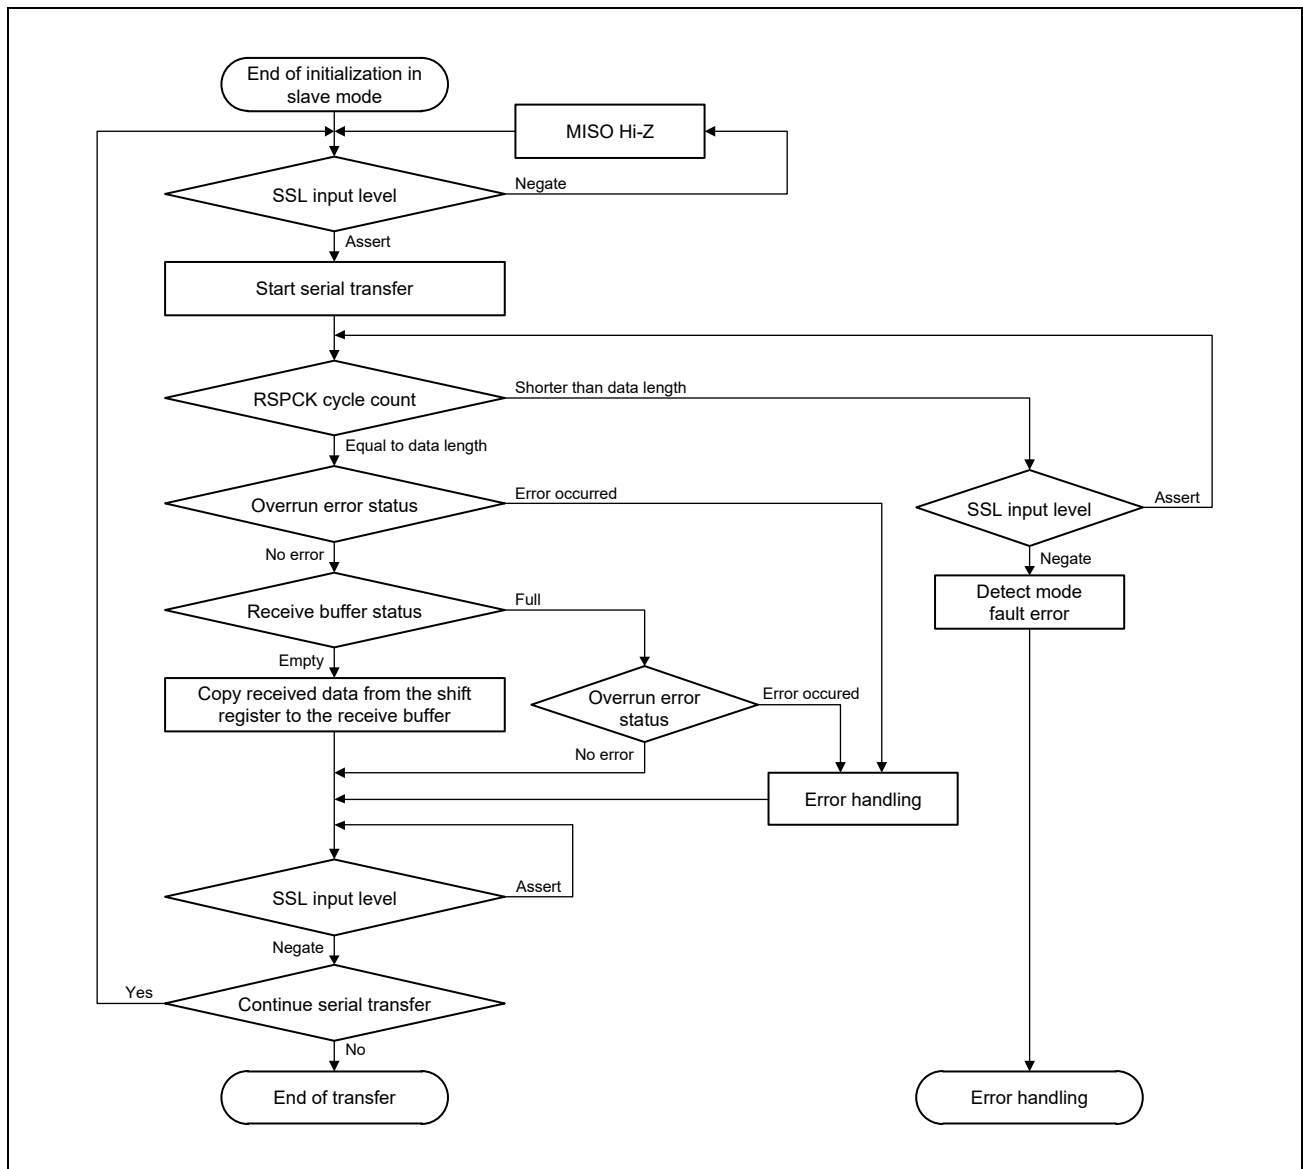 End of initialization in
slave mode
MISO Hi-Z
SSL input level
Negate
Assert
Start serial transfer
RSPCK cycle count
Shorter than data length
Equal to data length
Overrun error status
Error occurred
SSL input level
Assert
No error
Negate
Receive buffer status
Full
Detect mode
fault error
Empty
Copy received data from the shift
register to the receive buffer
Overrun error
status
Error occured
No error
Error handling
SSL input level
Assert
Negate
Yes
Continue serial transfer
No
End of transfer
Error handling